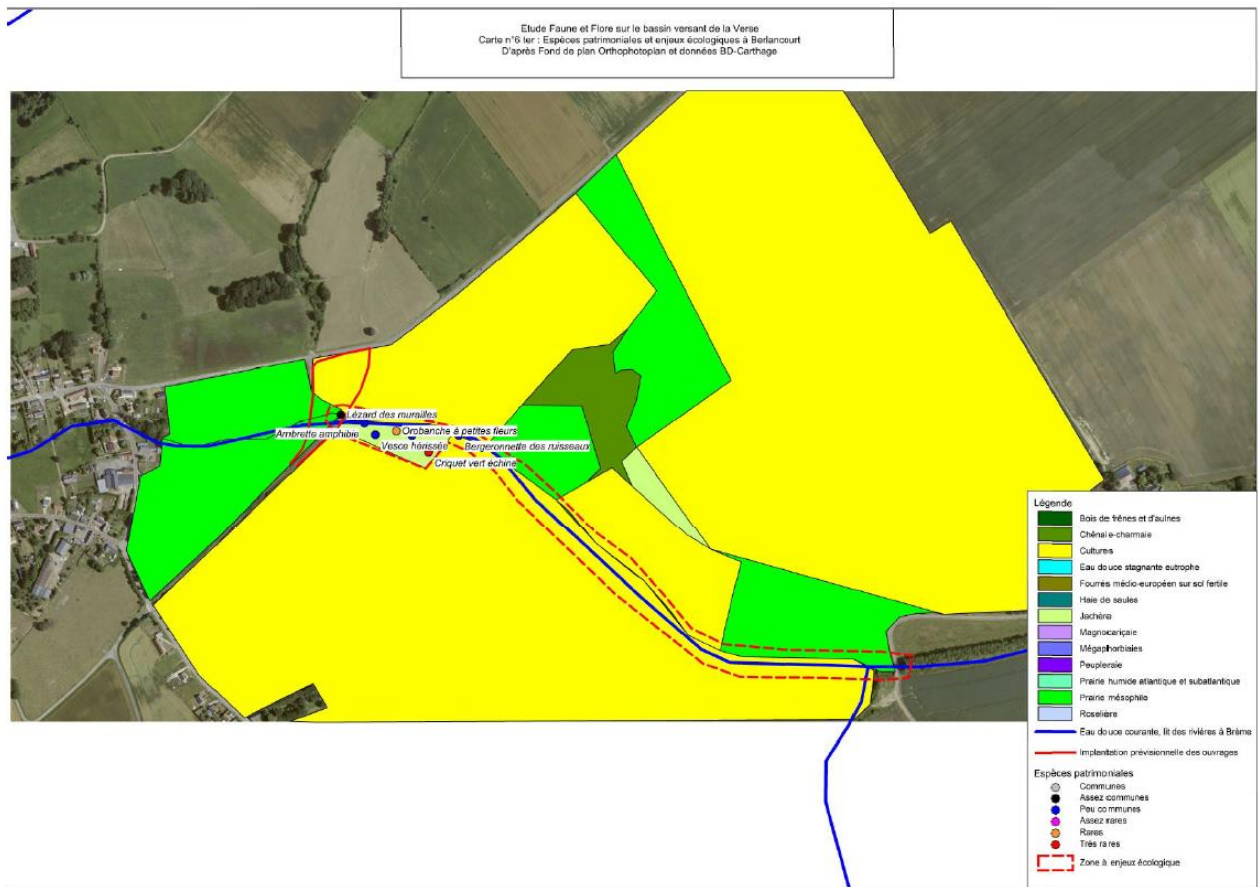 Etude Faune et Flore sur le bassin versant de la Verse
Carte n°6 ter : Espèces patrimoniales et enjeux écologiques à Berlancourt
D'après Fond de plan Orthophotoplan et données BD-Carthage
Lézard des murailles
Ambrette amphibie
Orobanche à petites fleurs
Vesce hérissée
Bergeronnette des ruisseaux
Criquet vert échine
Légende
Bois de frênes et d'aulnes
Chênaie-charmaie
Cultures
Eau douce stagnante eutrophe
Fourrés médio-européen sur sol fertile
Haie de saules
Jachère
Magnocariçaie
Mégaphorbiaies
Peupleraie
Prairie humide atlantique et subatlantique
Prairie mésophile
Roselière
Eau douce courante, lit des rivières à Brème
Implanttation prévisionnelle des ouvrages
Espèces patrimoniales
Communes
Assez communes
Peu communes
Assez rares
Rares
Très rares
Zone à enjeux écologique